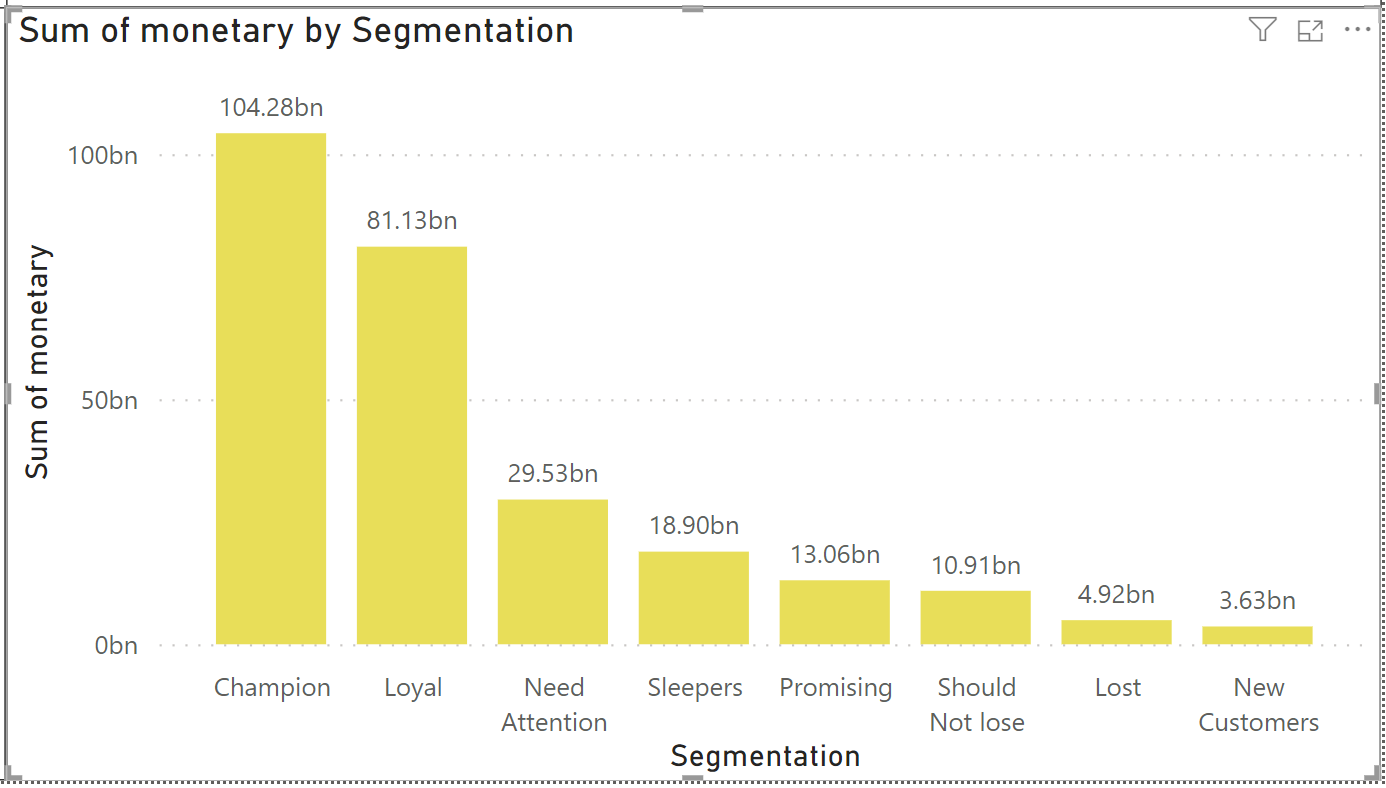 Sum of monetary by Segmentation
Sum of monetary
100bn
50bn
0bn
104.28bn
81.13bn
29.53bn
18.90bn
13.06bn
10.91bn
4.92bn
3.63bn
Champion
Loyal
Need
Attention
Sleepers
Promising
Should
Not lose
Lost
New
Customers
Segmentation